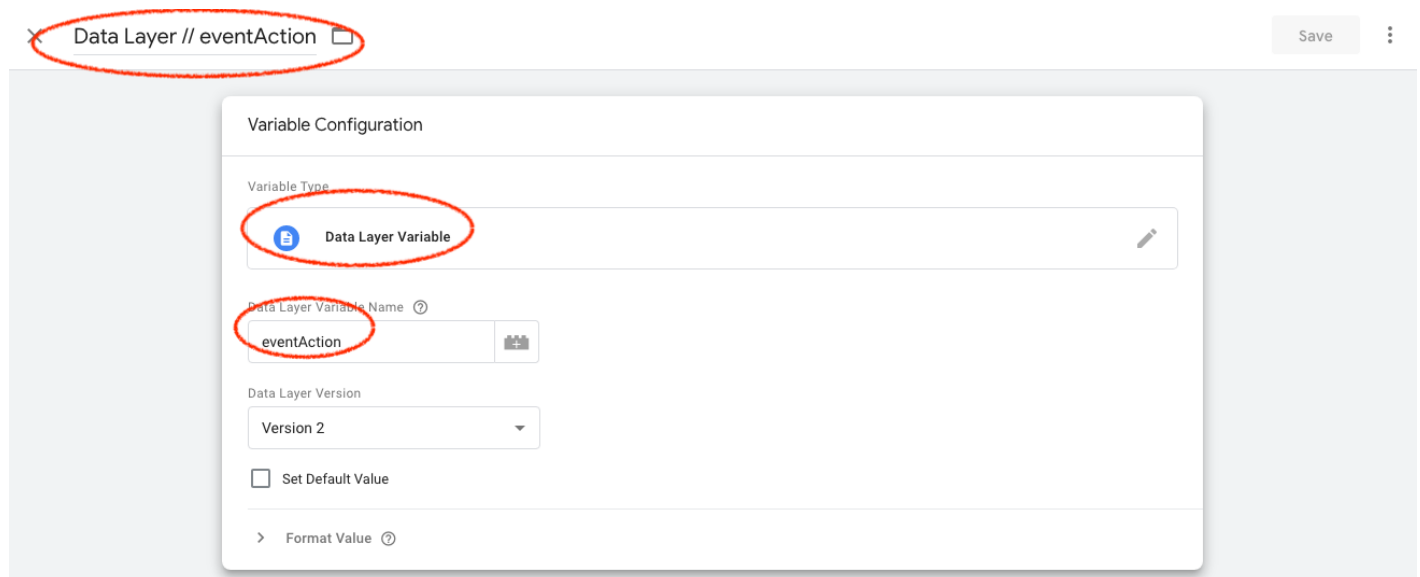 Data Layer // eventAction
Save
Variable Configuration
Variable Type
Data Layer Variable
Data Layer Variable Name
eventAction
Data Layer Version
Version 2
Set Default Value
Format Value